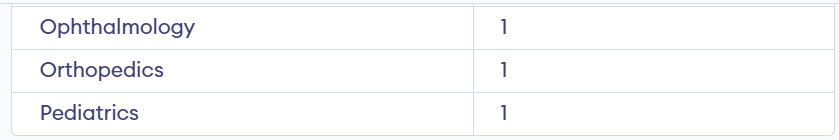 Ophthalmology 1
Orthopedics 1
Pediatrics 1